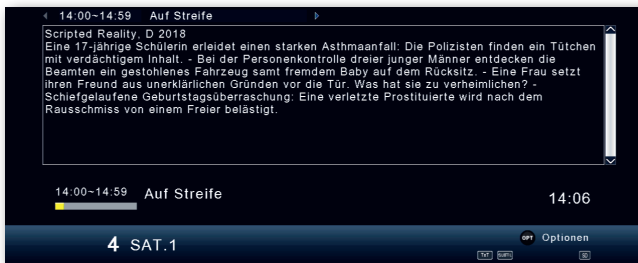 14:00~14:59 Auf Streife
Scripted Reality, D 2018
Eine 17-jährige Schülerin erleidet einen starken Asthmaanfall: Die Polizisten finden ein Tütchen
mit verdächtigem Inhalt. - Bei der Personenkontrolle dreier junger Männer entdecken die
Beamten ein gestohlenes Fahrzeug samt fremdem Baby auf dem Rücksitz. - Eine Frau setzt
ihren Freund aus unerklärlichen Gründen vor die Tür. Was hat sie zu verheimlichen? -
Schiefgelaufene Geburtstagsüberraschung: Eine verletzte Prostituierte wird nach dem
Rausschmiss von einem Freier belästigt.
14:00~14:59 Auf Streife
14:06
OPT Optionen
4 SAT.1
TXT SUBTL SD